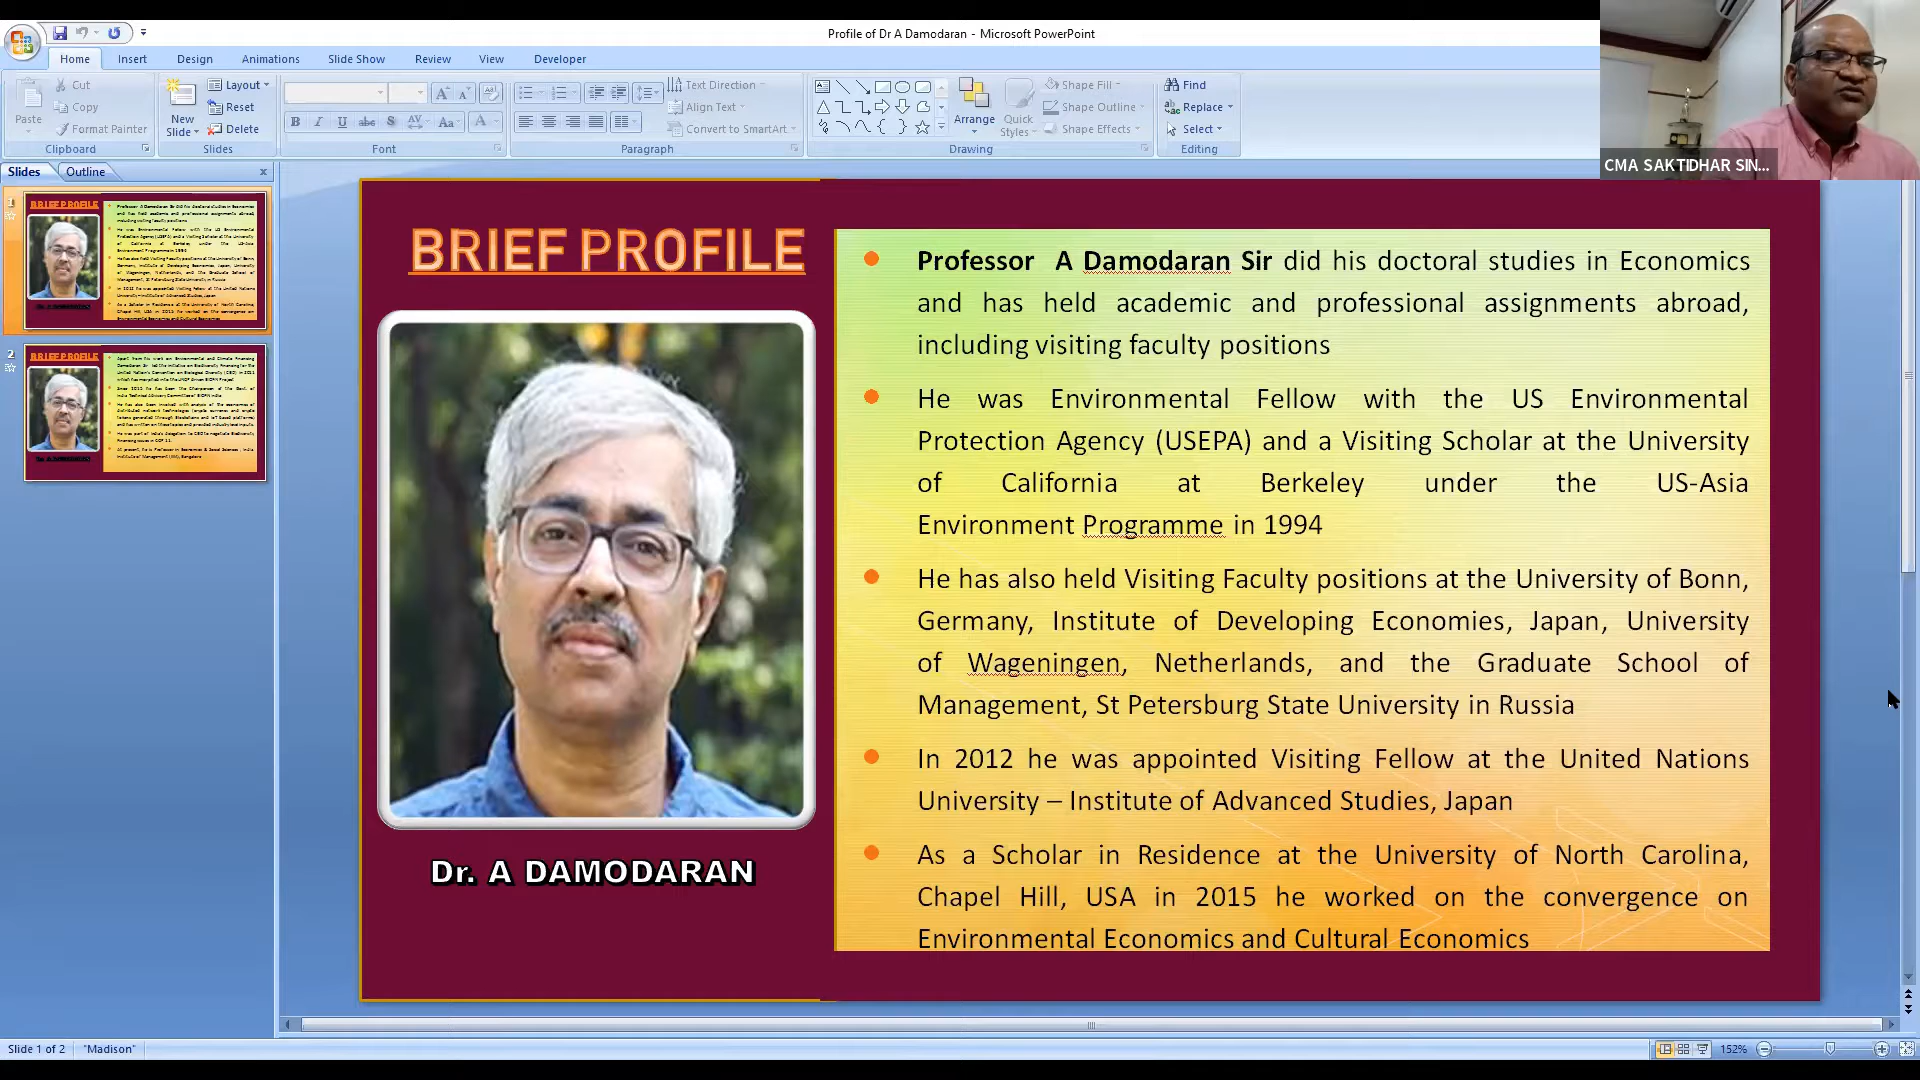 Profile of Dr A Damodaran - Microsoft PowerPoint
Home Insert Design Animations Slide Show Review View Developer
Cut
Copy
Format Painter
Paste
Clipboard
New
Slide
Layout
Reset
Delete
Slides
Font
Text Direction
Align Text
Convert to SmartArt
Paragraph
Arrange
Quick
Styles
Shape Fill
Shape Outline
Shape Effects
Drawing
Find
Replace
Select
Editing
CMA SAKTIDHAR SIN...
Slides Outline
1
BRIEF PROFILE
2
BRIEF PROFILE
BRIEF PROFILE
Dr. A DAMODARAN
Professor A Damodaran Sir did his doctoral studies in Economics
and has held academic and professional assignments abroad,
including visiting faculty positions
He was Environmental Fellow with the US Environmental
Protection Agency (USEPA) and a Visiting Scholar at the University
of California at Berkeley under the US-Asia
Environment Programme in 1994
He has also held Visiting Faculty positions at the University of Bonn,
Germany, Institute of Developing Economies, Japan, University
of Wageningen, Netherlands, and the Graduate School of
Management, St Petersburg State University in Russia
In 2012 he was appointed Visiting Fellow at the United Nations
University – Institute of Advanced Studies, Japan
As a Scholar in Residence at the University of North Carolina,
Chapel Hill, USA in 2015 he worked on the convergence on
Environmental Economics and Cultural Economics
Slide 1 of 2 "Madison" 152%